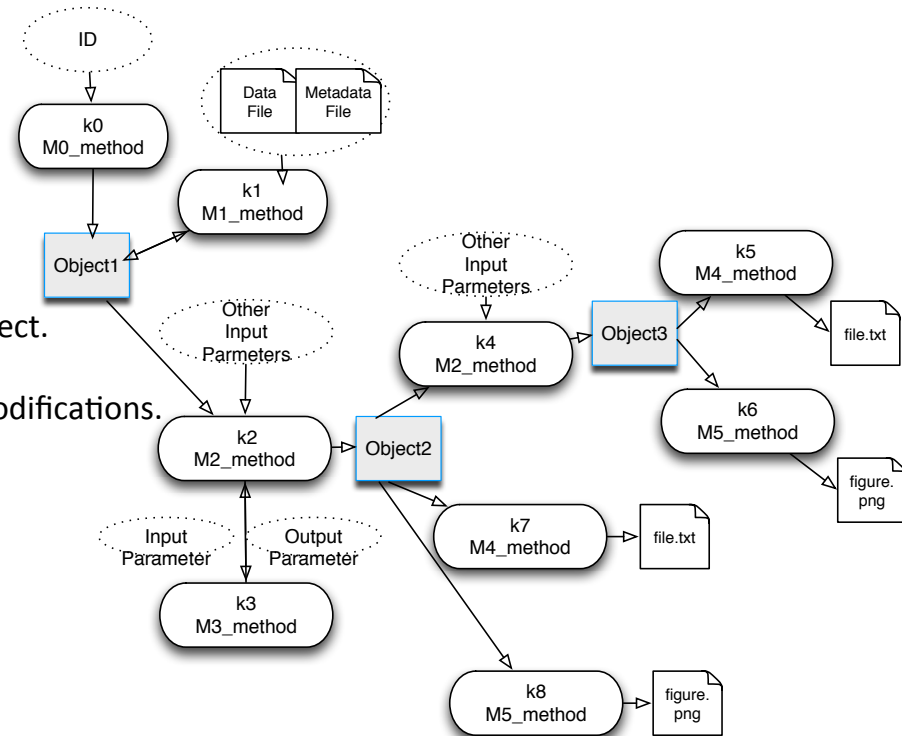 ID
Data
File
Metadata
File
k0
M0_method
k1
M1_method
Object1
Other
Input
Parmeters
k5
M4_method
ect.
Other
Input
Parmeters
k4
M2_method
Object3
file.txt
odifications.
k2
M2_method
Object2
k6
M5_method
figure.
png
Input
Parameter
Output
Parameter
k7
M4_method
file.txt
k3
M3_method
k8
M5_method
figure.
png